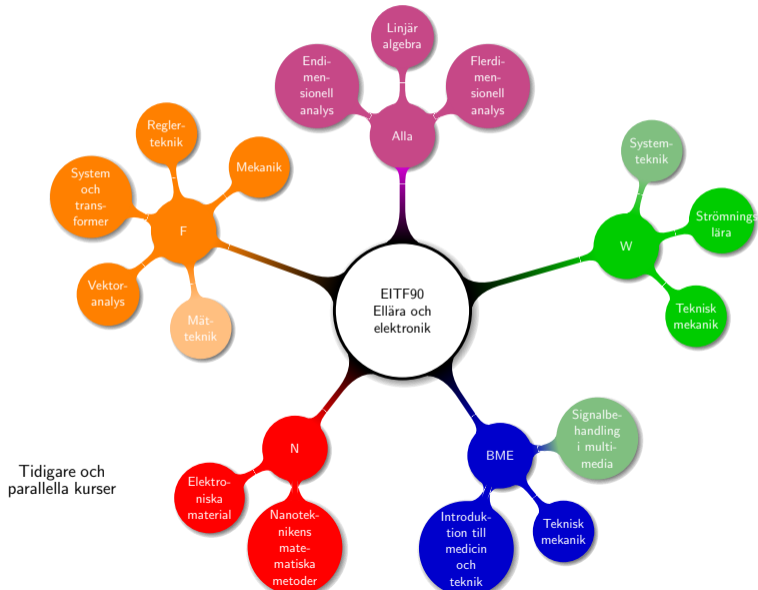 Linjär
algebra
Endi-
men-
sionell
analys
Flerdi-
men-
sionell
analys
Alla
Regler-
teknik
Mekanik
System
och
trans-
former
F
Vektor-
analys
Mät-
teknik
System-
teknik
Strömnings
lära
W
Teknisk
mekanik
EITF90
Ellära och
elektronik
N
Elektro-
niska
material
Nanotek-
nikens
mate-
matiska
metoder
BME
Signalbe-
handling
i multi-
media
Teknisk
mekanik
Introduk-
tion till
medicin
och
teknik
Tidigare och
parallella kurser